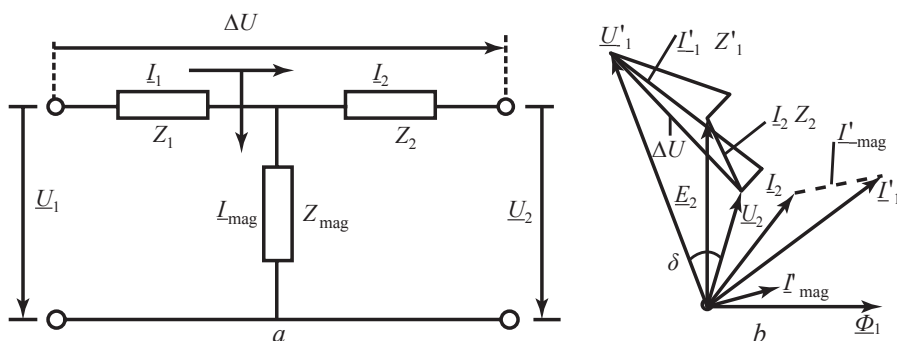 ΔU
I1
I2
Z1
Z2
U1
Imag
Zmag
U2
a
U'1
I'1 Z'1
I2 Z2
ΔU
I'mag
E2
I2
U2
I'1
δ
I'mag
Φ1
b